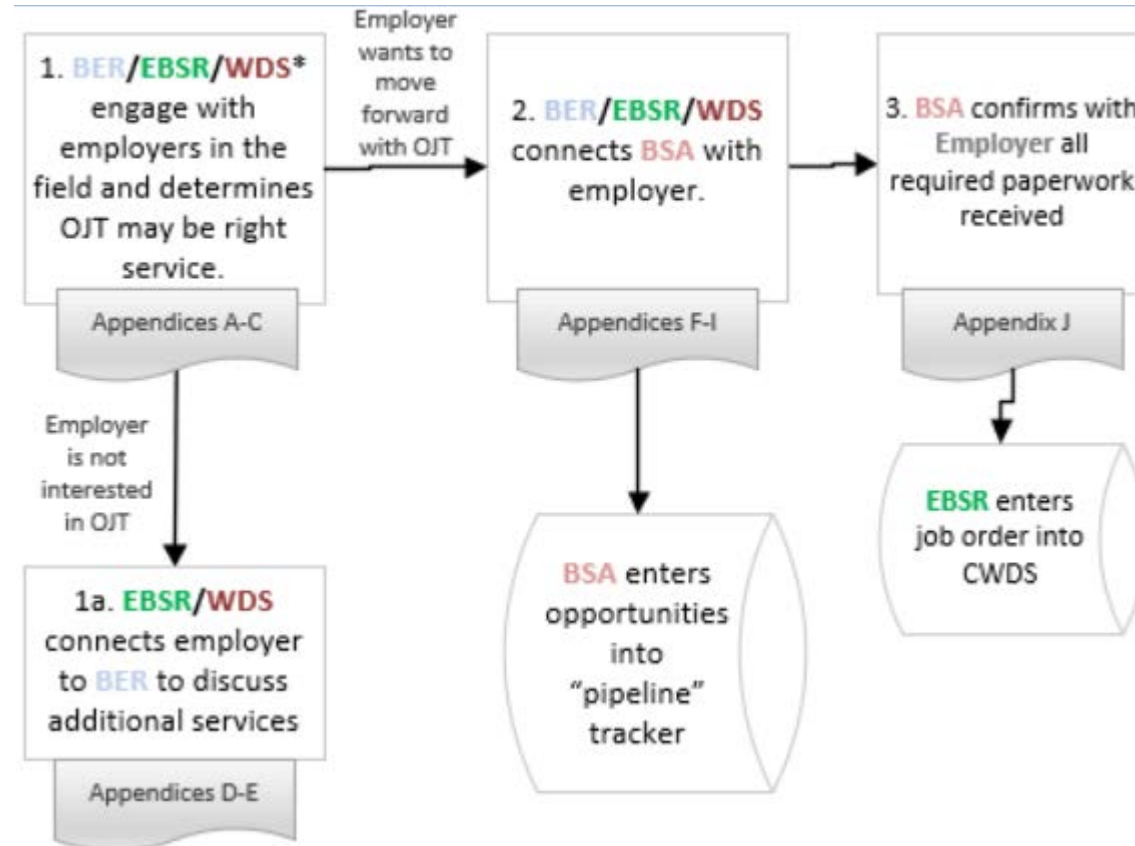 1. BER/EBSR/WDS*
engage with
employers in the
field and determines
OJT may be right
service.
Appendices A-C
Employer
wants to
move
forward
with OJT
2. BER/EBSR/WDS
connects BSA with
employer.
Appendices F-I
3. BSA confirms with
Employer all
required paperwork
received
Appendix J
Employer
is not
interested
in OJT
1a. EBSR/WDS
connects employer
to BER to discuss
additional services
Appendices D-E
BSA enters
opportunities
into
“pipeline”
tracker
EBSR enters
job order into
CWDS